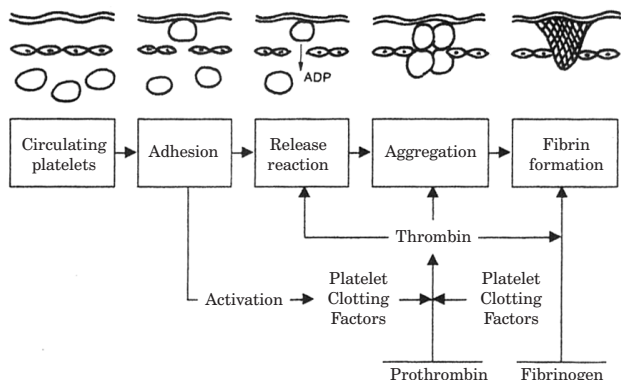 ADP
Circulating
platelets
Adhesion
Release
reaction
Aggregation
Fibrin
formation
Thrombin
Activation
Platelet
Clotting
Factors
Platelet
Clotting
Factors
Prothrombin
Fibrinogen